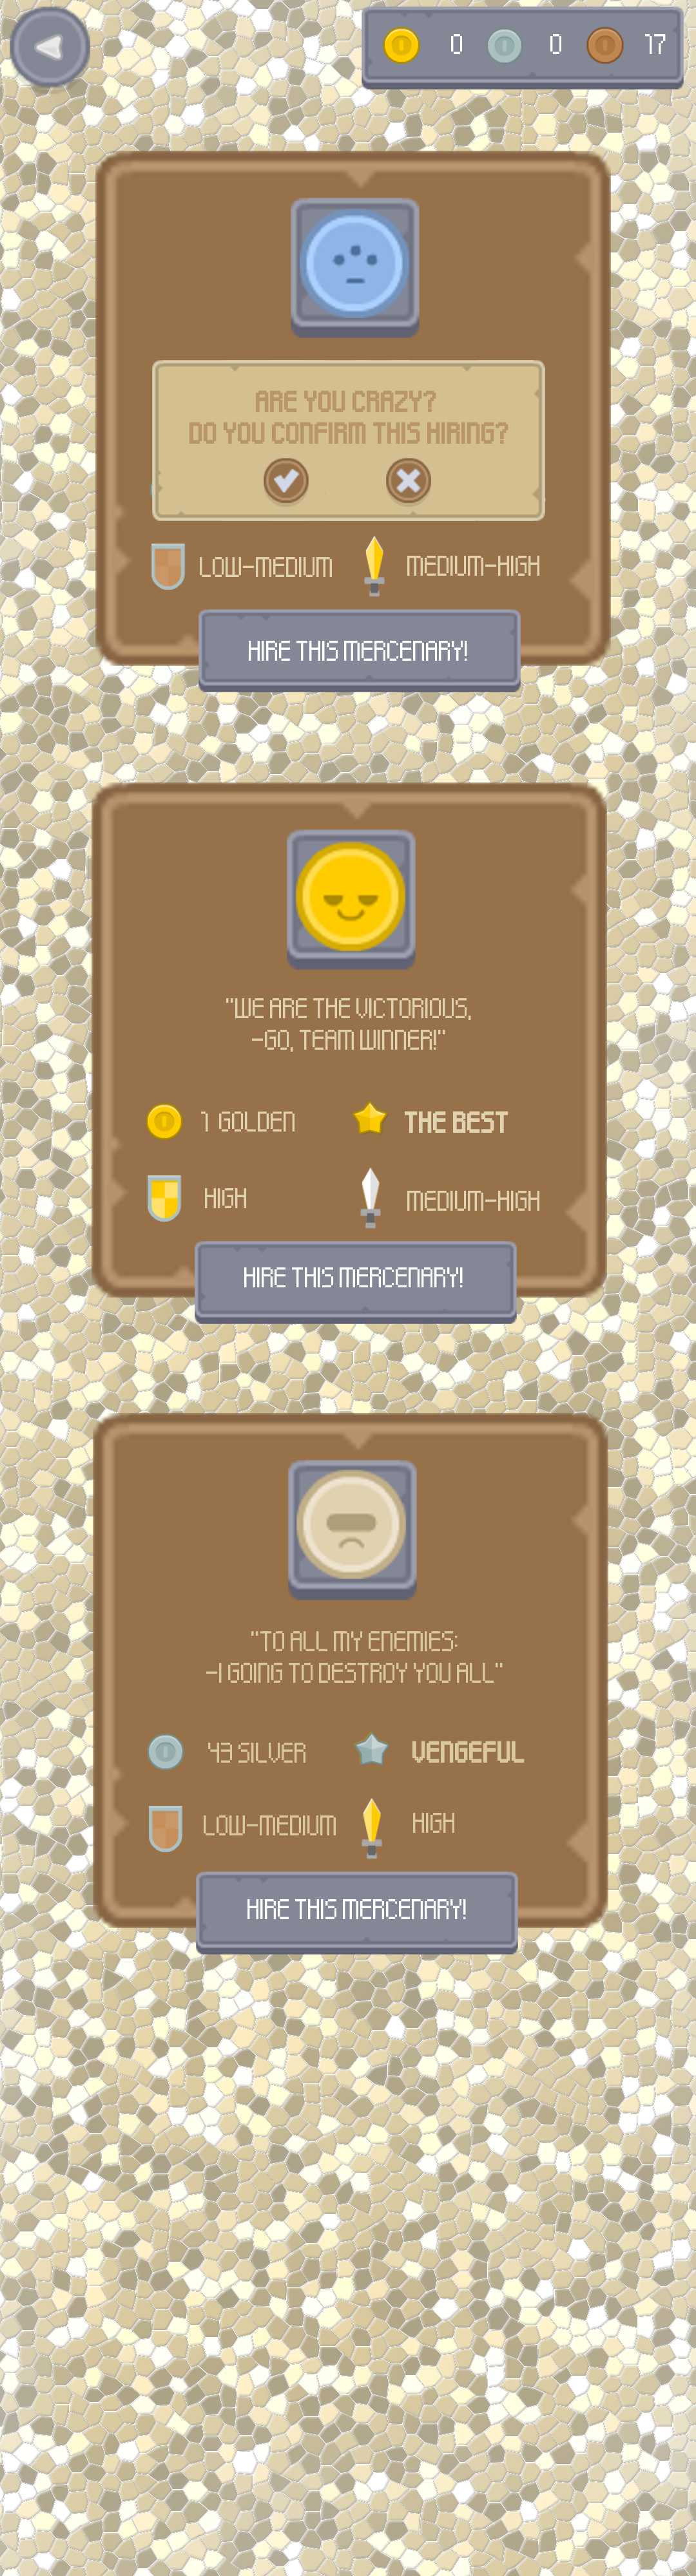 0 0 17
ARE YOU CRAZY?
DO YOU CONFIRM THIS HIRING?
LOW-MEDIUM MEDIUM-HIGH
HIRE THIS MERCENARY!
"WE ARE THE VICTORIOUS,
-GO, TEAM WINNER!"
1 GOLDEN THE BEST
HIGH MEDIUM-HIGH
HIRE THIS MERCENARY!
"TO ALL MY ENEMIES:
-I GOING TO DESTROY YOU ALL"
43 SILVER VENGEFUL
LOW-MEDIUM HIGH
HIRE THIS MERCENARY!